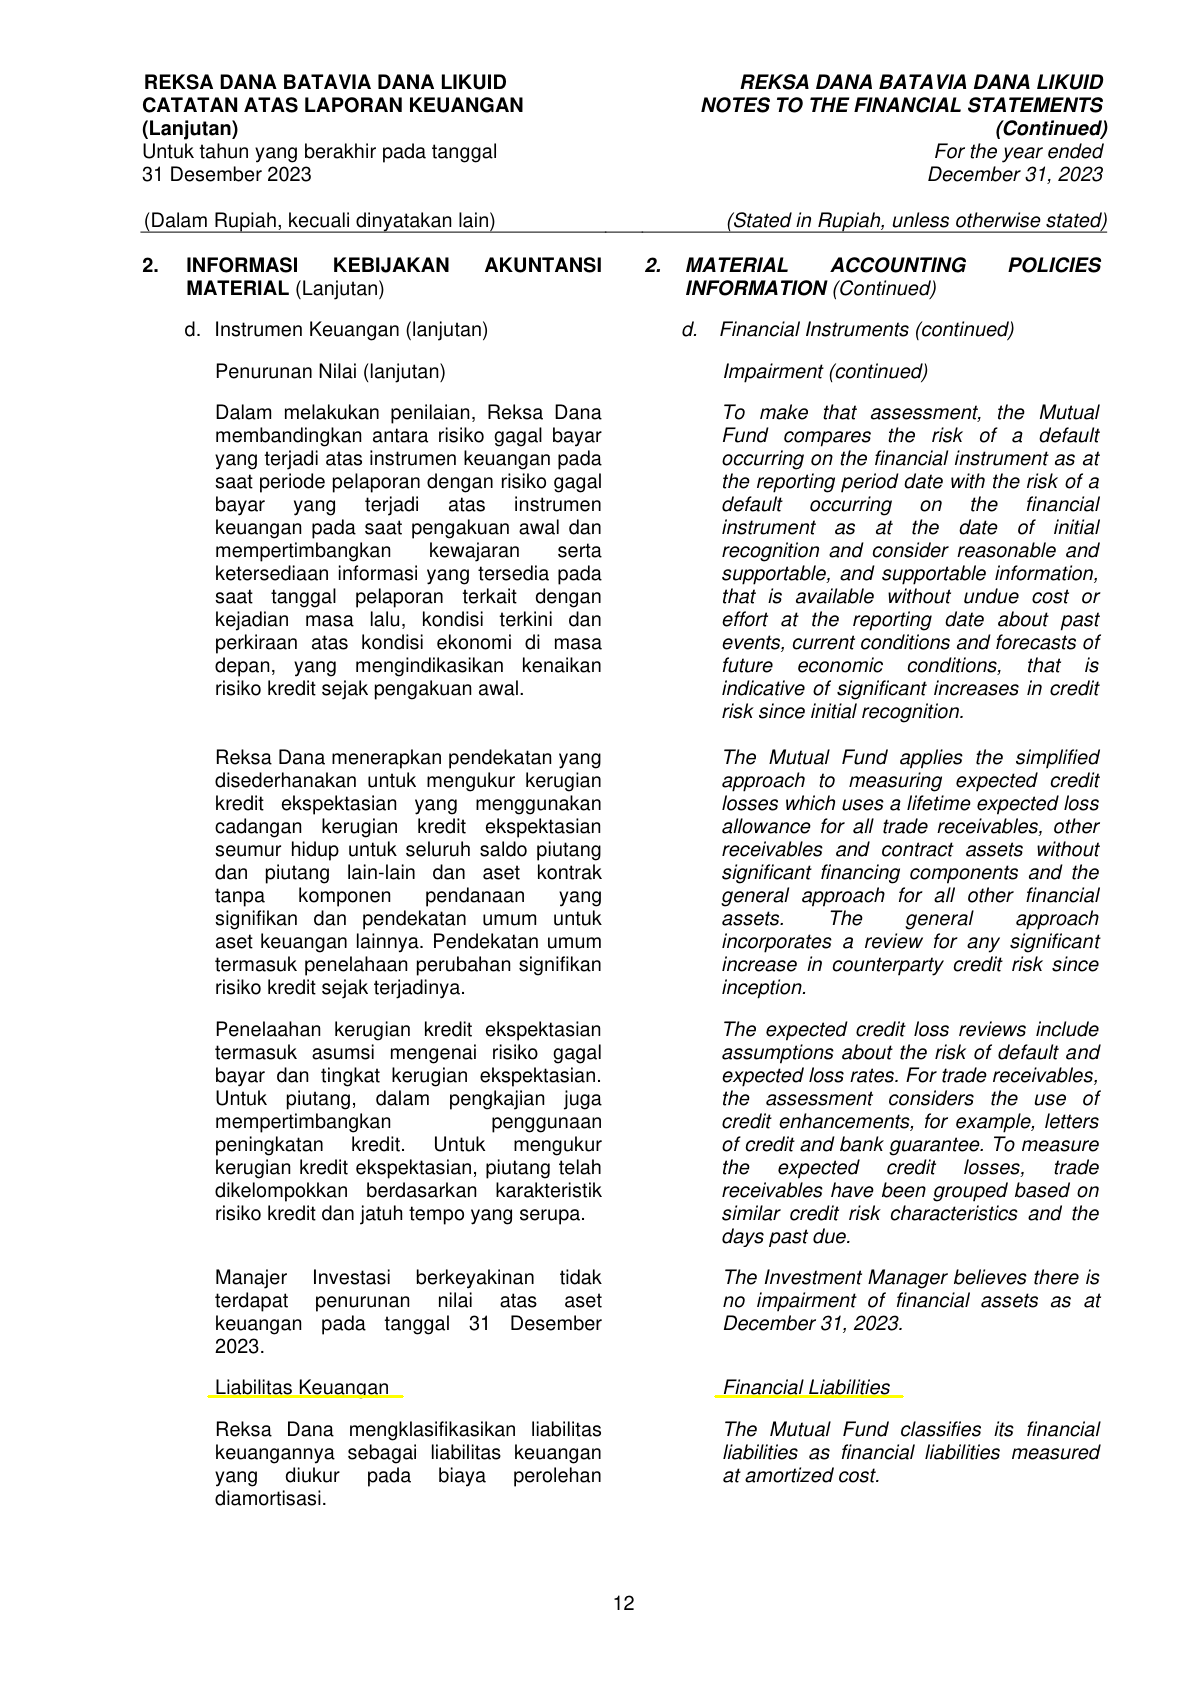 REKSA DANA BATAVIA DANA LIKUID
CATATAN ATAS LAPORAN KEUANGAN
(Lanjutan)
Untuk tahun yang berakhir pada tanggal
31 Desember 2023
(Dalam Rupiah, kecuali dinyatakan lain)
REKSA DANA BATAVIA DANA LIKUID
NOTES TO THE FINANCIAL STATEMENTS
(Continued)
For the year ended
December 31, 2023
(Stated in Rupiah, unless otherwise stated)
2. INFORMASI KEBIJAKAN AKUNTANSI
MATERIAL (Lanjutan)
d. Instrumen Keuangan (lanjutan)
Penurunan Nilai (lanjutan)
Dalam melakukan penilaian, Reksa Dana
membandingkan antara risiko gagal bayar
yang terjadi atas instrumen keuangan pada
saat periode pelaporan dengan risiko gagal
bayar yang terjadi atas instrumen
keuangan pada saat pengakuan awal dan
mempertimbangkan kewajaran serta
ketersediaan informasi yang tersedia pada
saat tanggal pelaporan terkait dengan
kejadian masa lalu, kondisi terkini dan
perkiraan atas kondisi ekonomi di masa
depan, yang mengindikasikan kenaikan
risiko kredit sejak pengakuan awal.
Reksa Dana menerapkan pendekatan yang
disederhanakan untuk mengukur kerugian
kredit ekspektasian yang menggunakan
cadangan kerugian kredit ekspektasian
seumur hidup untuk seluruh saldo piutang
dan piutang lain-lain dan aset kontrak
tanpa komponen pendanaan yang
signifikan dan pendekatan umum untuk
aset keuangan lainnya. Pendekatan umum
termasuk penelahaan perubahan signifikan
risiko kredit sejak terjadinya.
Penelaahan kerugian kredit ekspektasian
termasuk asumsi mengenai risiko gagal
bayar dan tingkat kerugian ekspektasian.
Untuk piutang, dalam pengkajian juga
mempertimbangkan penggunaan
peningkatan kredit. Untuk mengukur
kerugian kredit ekspektasian, piutang telah
dikelompokkan berdasarkan karakteristik
risiko kredit dan jatuh tempo yang serupa.
Manajer Investasi berkeyakinan tidak
terdapat penurunan nilai atas aset
keuangan pada tanggal 31 Desember
2023.
Liabilitas Keuangan
Reksa Dana mengklasifikasikan liabilitas
keuangannya sebagai liabilitas keuangan
yang diukur pada biaya perolehan
diamortisasi.
2. MATERIAL ACCOUNTING POLICIES
INFORMATION (Continued)
d. Financial Instruments (continued)
Impairment (continued)
To make that assessment, the Mutual
Fund compares the risk of a default
occurring on the financial instrument as at
the reporting period date with the risk of a
default occurring on the financial
instrument as at the date of initial
recognition and consider reasonable and
supportable, and supportable information,
that is available without undue cost or
effort at the reporting date about past
events, current conditions and forecasts of
future economic conditions, that is
indicative of significant increases in credit
risk since initial recognition.
The Mutual Fund applies the simplified
approach to measuring expected credit
losses which uses a lifetime expected loss
allowance for all trade receivables, other
receivables and contract assets without
significant financing components and the
general approach for all other financial
assets. The general approach
incorporates a review for any significant
increase in counterparty credit risk since
inception.
The expected credit loss reviews include
assumptions about the risk of default and
expected loss rates. For trade receivables,
the assessment considers the use of
credit enhancements, for example, letters
of credit and bank guarantee. To measure
the expected credit losses, trade
receivables have been grouped based on
similar credit risk characteristics and the
days past due.
The Investment Manager believes there is
no impairment of financial assets as at
December 31, 2023.
Financial Liabilities
The Mutual Fund classifies its financial
liabilities as financial liabilities measured
at amortized cost.
12